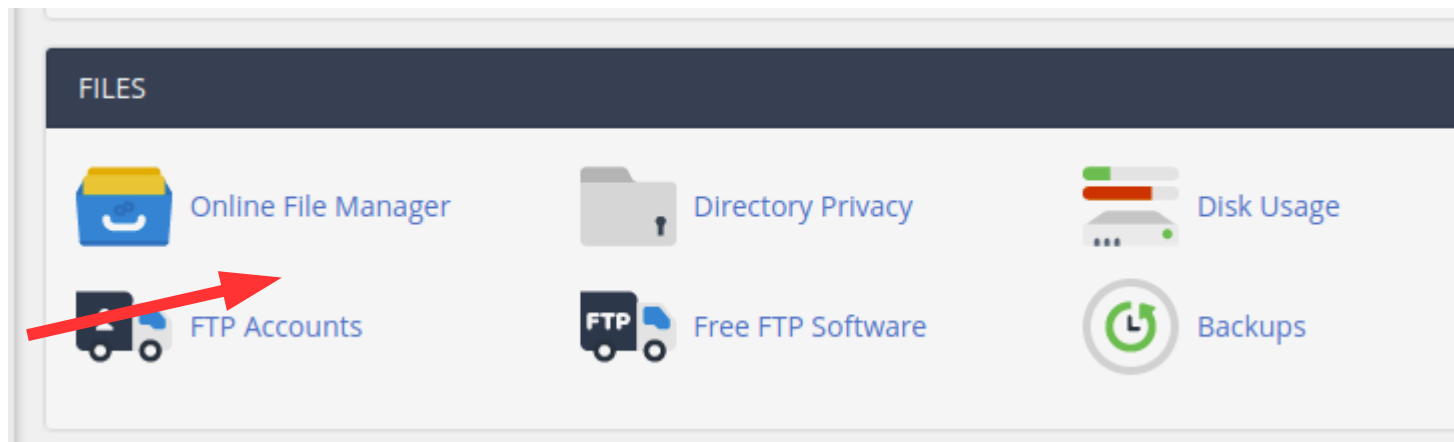 FILES
Online File Manager Directory Privacy Disk Usage
FTP Accounts FTP Free FTP Software Backups